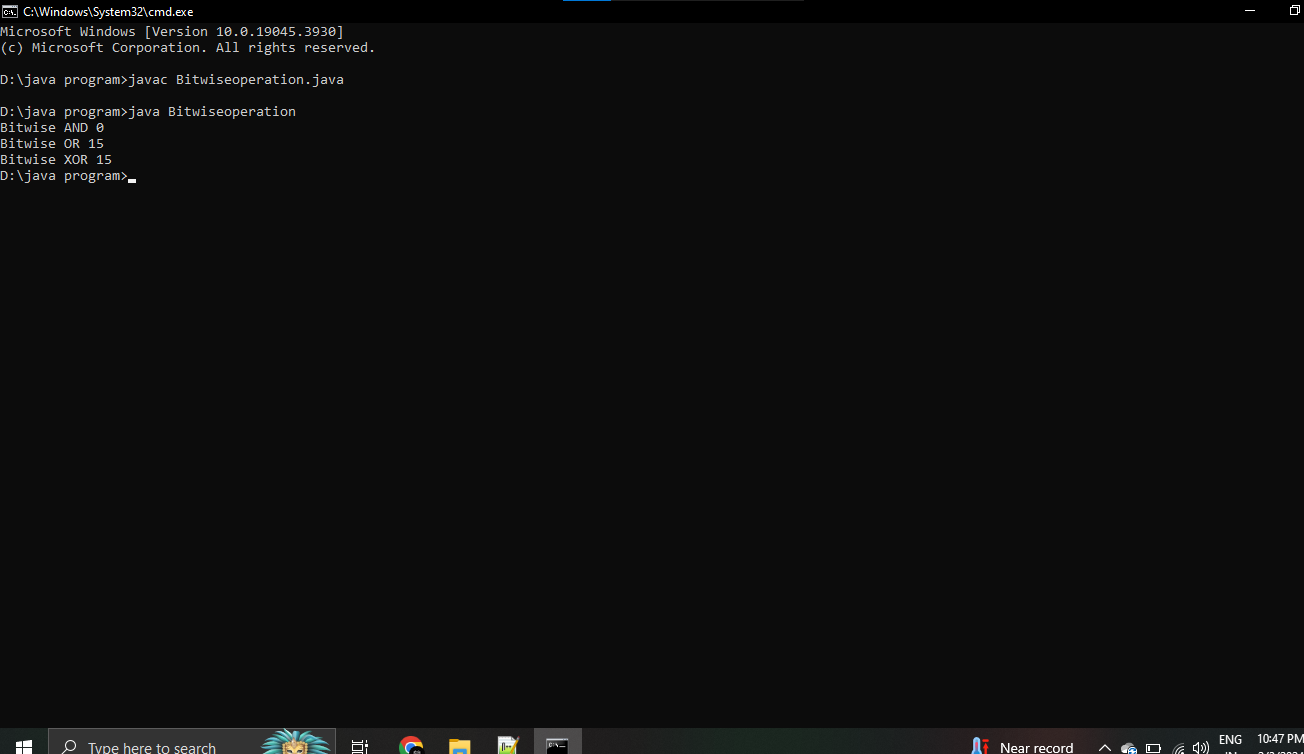 C:\Windows\System32\cmd.exe
Microsoft Windows [Version 10.0.19045.3930]
(c) Microsoft Corporation. All rights reserved.
D:\java program>javac Bitwiseoperation.java
D:\java program>java Bitwiseoperation
Bitwise AND 0
Bitwise OR 15
Bitwise XOR 15
D:\java program>
Type here to search
Near record
ENG
10:47 PM